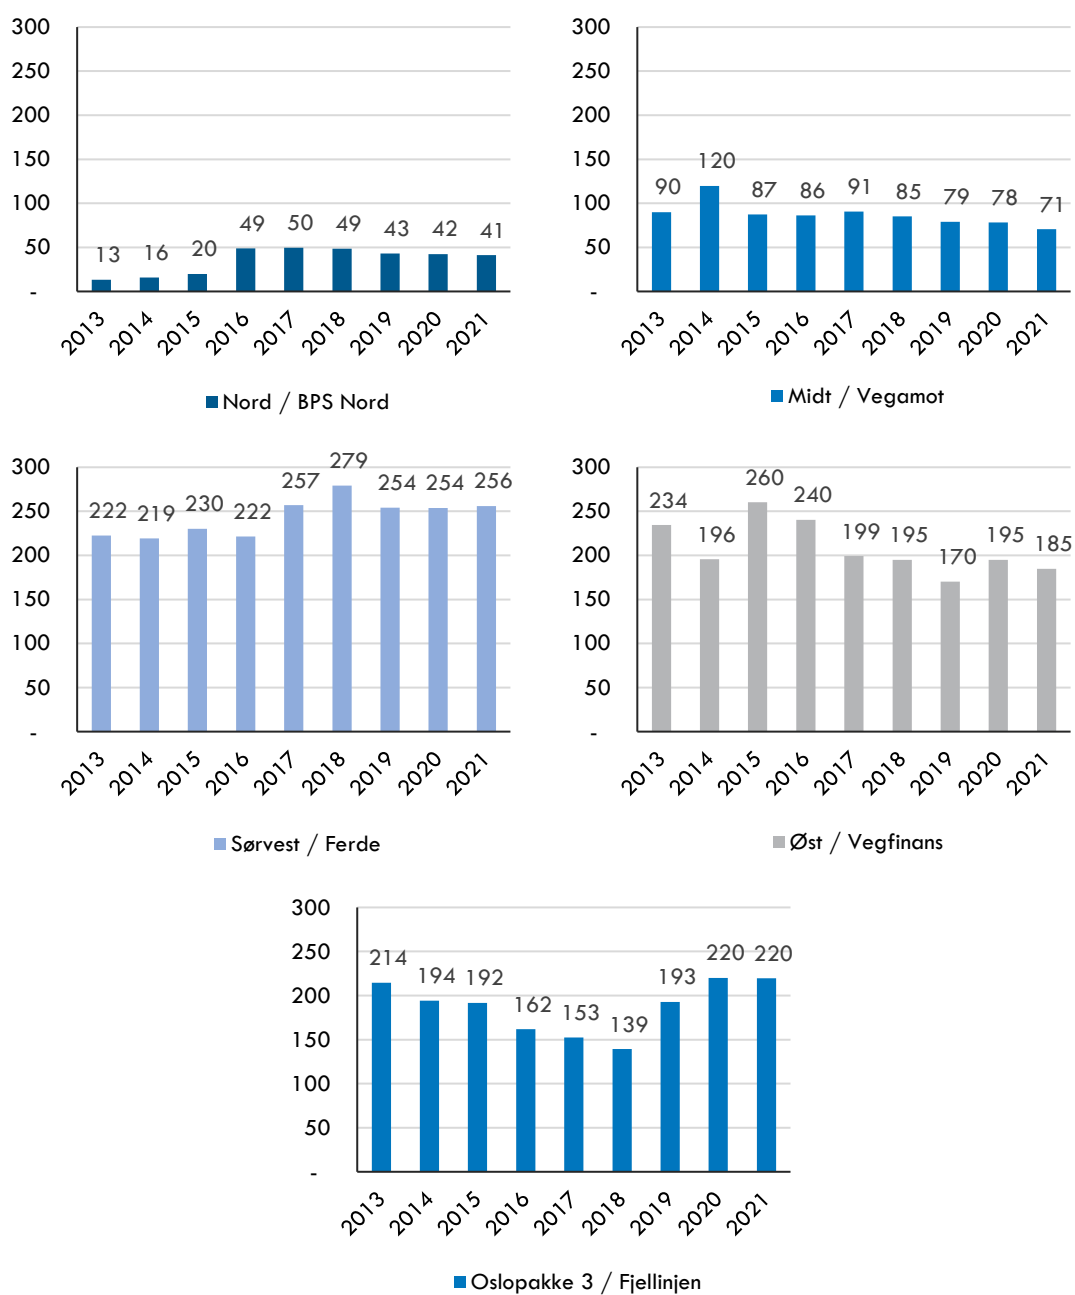 300
250
200
150
100
50
-
13 16 20 49 50 49 43 42 41
2013 2014 2015 2016 2017 2018 2019 2020 2021
Nord / BPS Nord
300
250
200
150
100
50
-
90 120 87 86 91 85 79 78 71
2013 2014 2015 2016 2017 2018 2019 2020 2021
Midt / Vegamot
300
250
200
150
100
50
-
222 219 230 222 257 279 254 254 256
2013 2014 2015 2016 2017 2018 2019 2020 2021
Sørvest / Ferde
300
250
200
150
100
50
-
234 196 260 240 199 195 170 195 185
2013 2014 2015 2016 2017 2018 2019 2020 2021
Øst / Vegfinans
300
250
200
150
100
50
-
214 194 192 162 153 139 193 220 220
2013 2014 2015 2016 2017 2018 2019 2020 2021
Oslopakke 3 / Fjellinjen